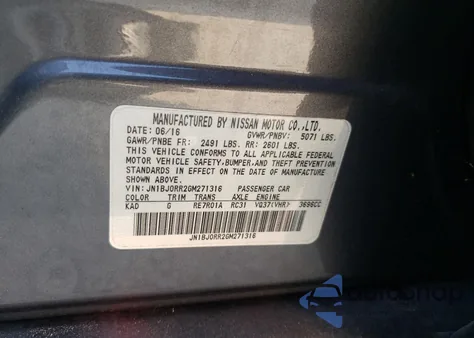 MANUFACTURED BY NISSAN MOTOR CO.,LTD.
DATE: 06/16 GVWR/PNBV: 5071 LBS.
GAWR/PNBE FR: 2491 LBS. RR: 2601 LBS.
THIS VEHICLE CONFORMS TO ALL APPLICABLE FEDERAL
MOTOR VEHICLE SAFETY,BUMPER,AND THEFT PREVENTION
STANDARDS IN EFFECT ON THE DATE OF MANUFACTURE
SHOWN ABOVE.
VIN: JN1BJ0RR2GM271316 PASSENGER CAR
COLOR TRIM TRANS AXLE ENGINE
KAD G RE7R01A RC31 VQ37(VHR) 3696CC
JN1BJ0RR2GM271316
AutoShop